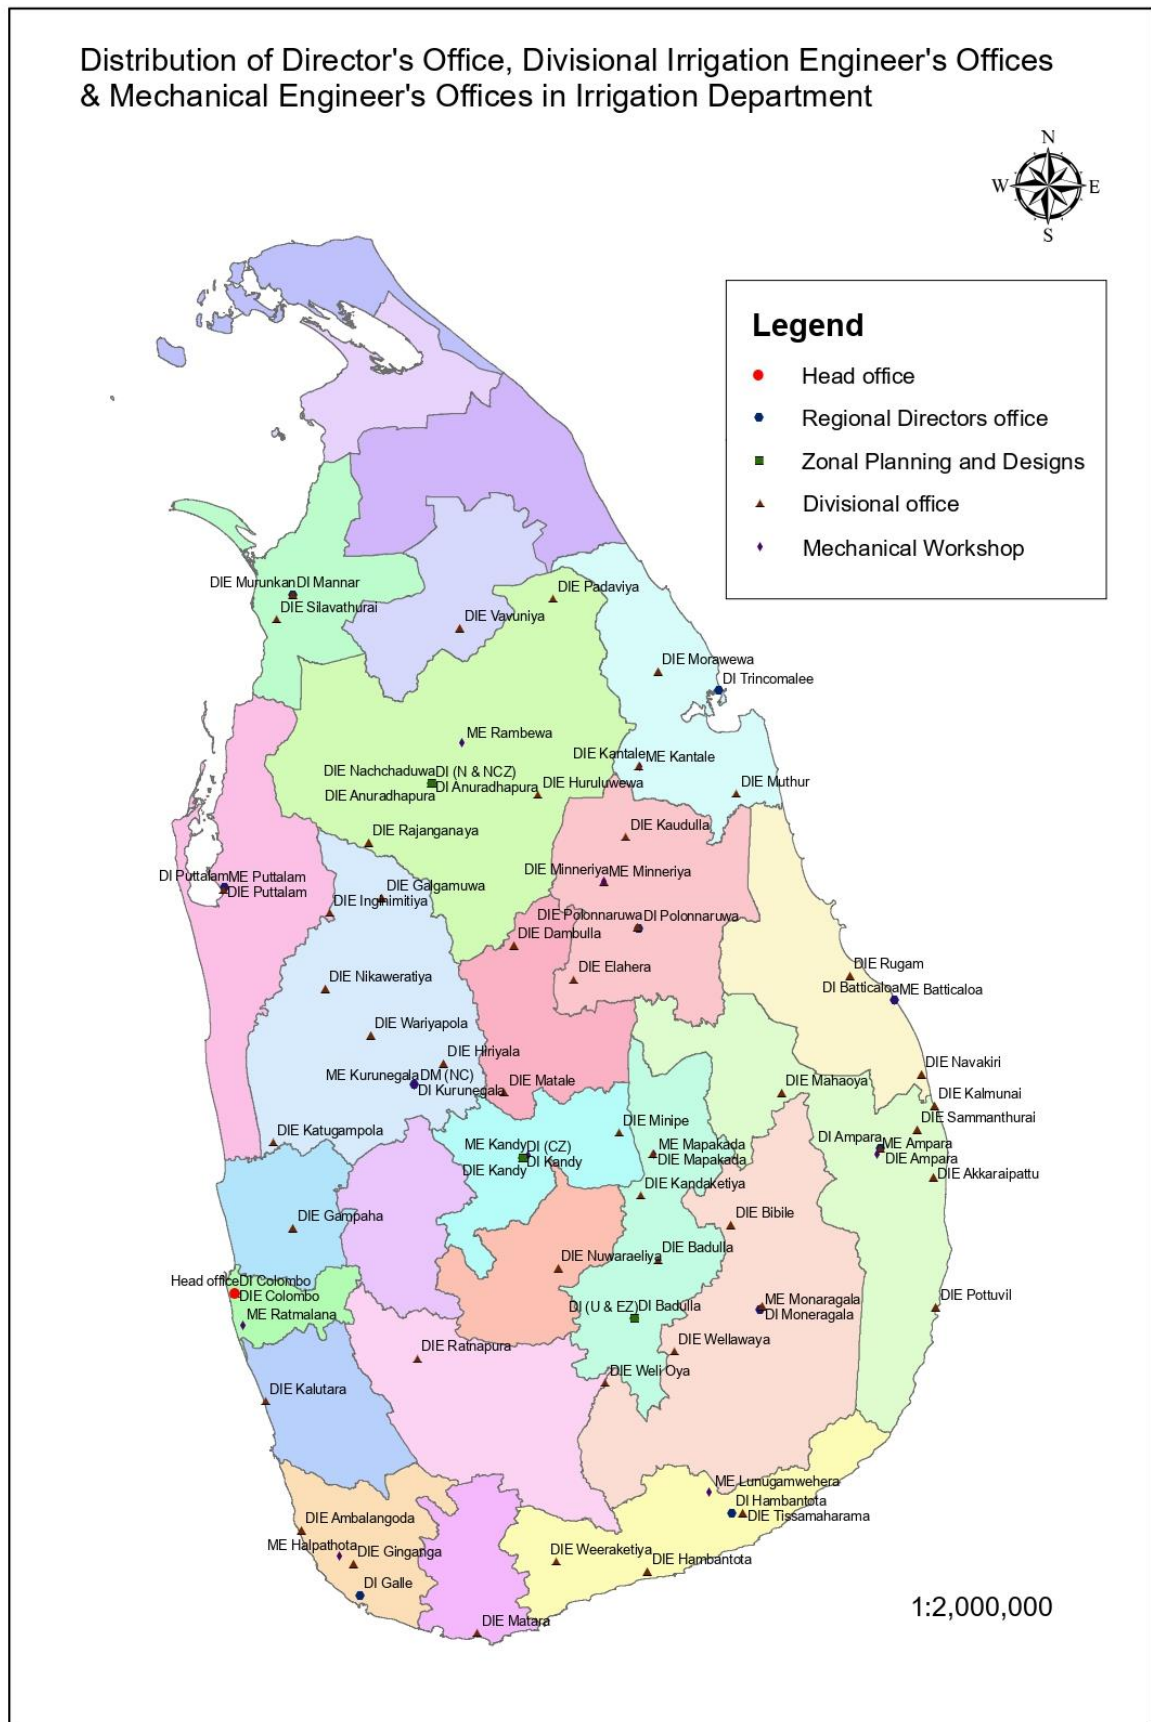 Distribution of Director's Office, Divisional Irrigation Engineer's Offices
& Mechanical Engineer's Offices in Irrigation Department
N
W E
S
Legend
Head office
Regional Directors office
Zonal Planning and Designs
Divisional office
Mechanical Workshop
DIE Murunkan DI Mannar
DIE Silavathurai
DIE Padaviya
DIE Vavuniya
DIE Morawewa
DI Trincomalee
ME Rambewa
DIE Kantale ME Kantale
DIE Nachchaduwa DI (N & NCZ)
DIE Anuradhapura DI Anuradhapura
DIE Huruluwewa
DIE Muthur
DIE Rajanganaya
DIE Kaudulla
DI Puttalam ME Puttalam
DIE Puttalam
DIE Galgamuwa
DIE Inginimitiya
DIE Minneriya ME Minneriya
DIE Polonnaruwa DI Polonnaruwa
DIE Dambulla
DIE Elahera
DIE Nikaweratiya
DIE Rugam
DI Batticaloa ME Batticaloa
DIE Wariyapola
DIE Hiriyala
ME Kurunegala DM (NC)
DI Kurunegala
DIE Matale
DIE Navakiri
DIE Mahaoya
DIE Kalmunai
DIE Sammanthurai
DIE Katugampola
DIE Minipe
ME Kandy DI (CZ)
DIE Kandy DI Kandy
ME Mapakada
DIE Mapakada
DI Ampara ME Ampara
DIE Ampara
DIE Akkaraipattu
DIE Kandaketiya
DIE Gampaha
DIE Bibile
DIE Nuwaraeliya
DIE Badulla
Head office DI Colombo
DIE Colombo
ME Ratmalana
DI (U & EZ) DI Badulla
ME Monaragala
DI Moneragala
DIE Pottuvil
DIE Ratnapura
DIE Wellawaya
DIE Weli Oya
DIE Kalutara
ME Lunugamwehera
DI Hambantota
DIE Tissamaharama
DIE Ambalangoda
ME Halpathota
DIE Ginganga
DIE Weeraketiya
DIE Hambantota
DI Galle
DIE Matara
1:2,000,000